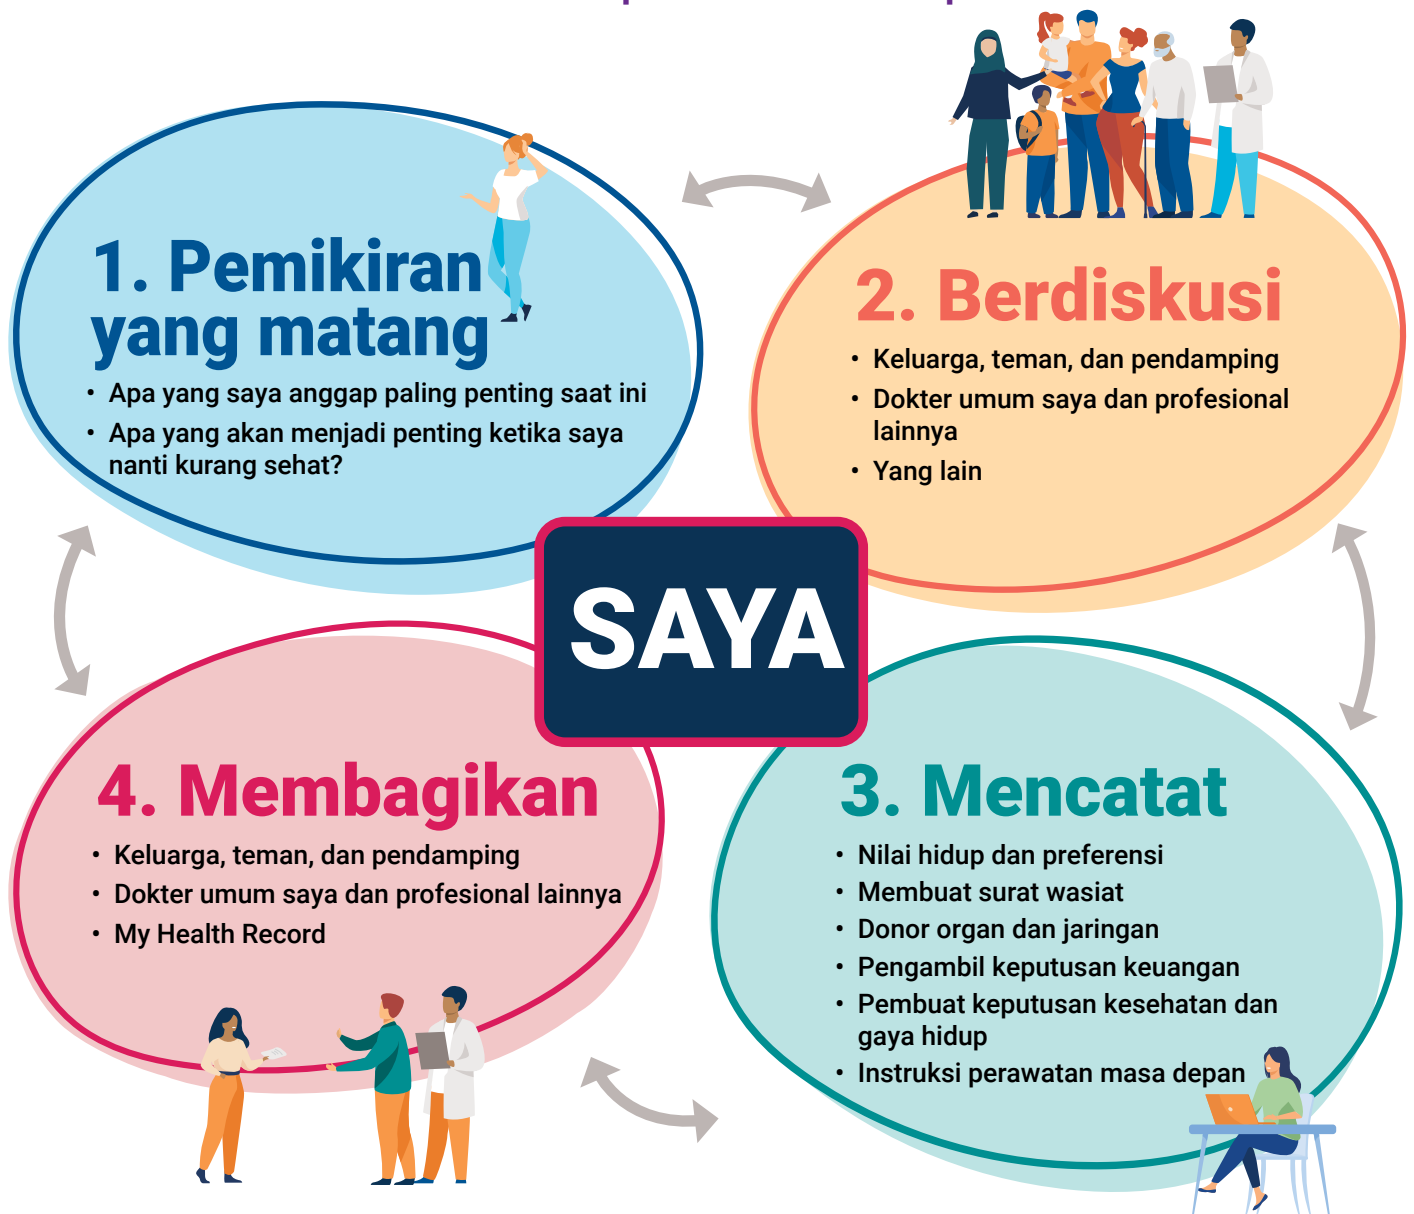 1. Pemikiran
yang matang
• Apa yang saya anggap paling penting saat ini
• Apa yang akan menjadi penting ketika saya
nanti kurang sehat?
2. Berdiskusi
• Keluarga, teman, dan pendamping
• Dokter umum saya dan profesional
lainnya
• Yang lain
SAYA
3. Mencatat
• Nilai hidup dan preferensi
• Membuat surat wasiat
• Donor organ dan jaringan
• Pengambil keputusan keuangan
• Pembuat keputusan kesehatan dan
gaya hidup
• Instruksi perawatan masa depan
4. Membagikan
• Keluarga, teman, dan pendamping
• Dokter umum saya dan profesional lainnya
• My Health Record